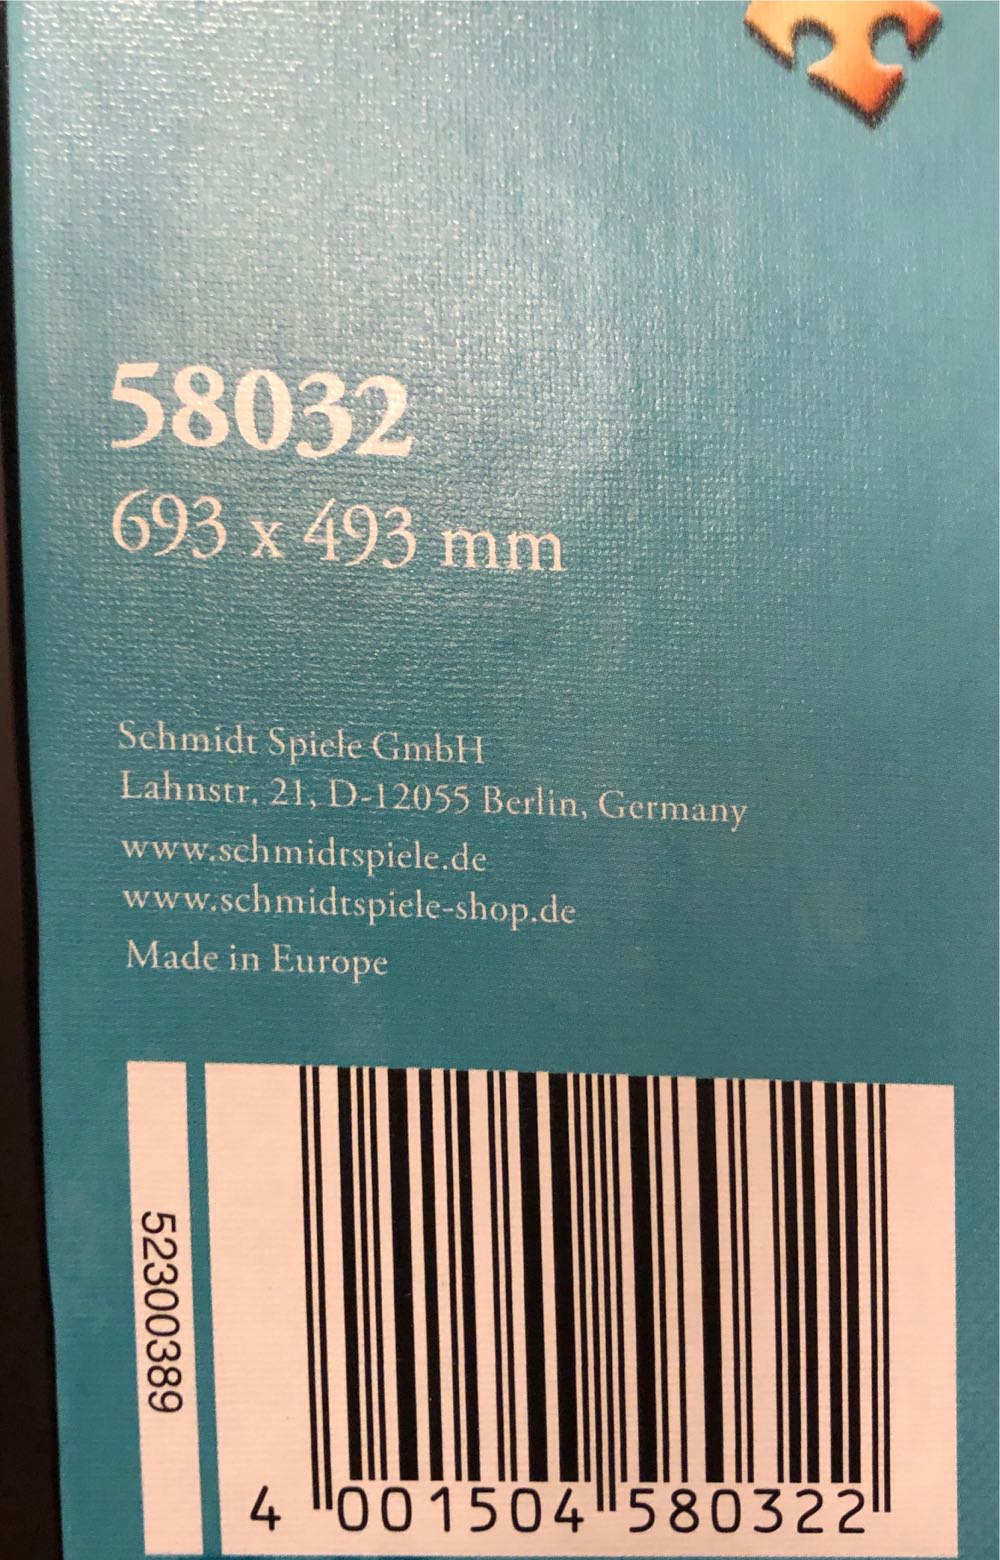 58032
693 x 493 mm
Schmidt Spiele GmbH
Lahnstr. 21, D-12055 Berlin, Germany
www.schmidtspiele.de
www.schmidtspiele-shop.de
Made in Europe
52300389
4 001504 580322